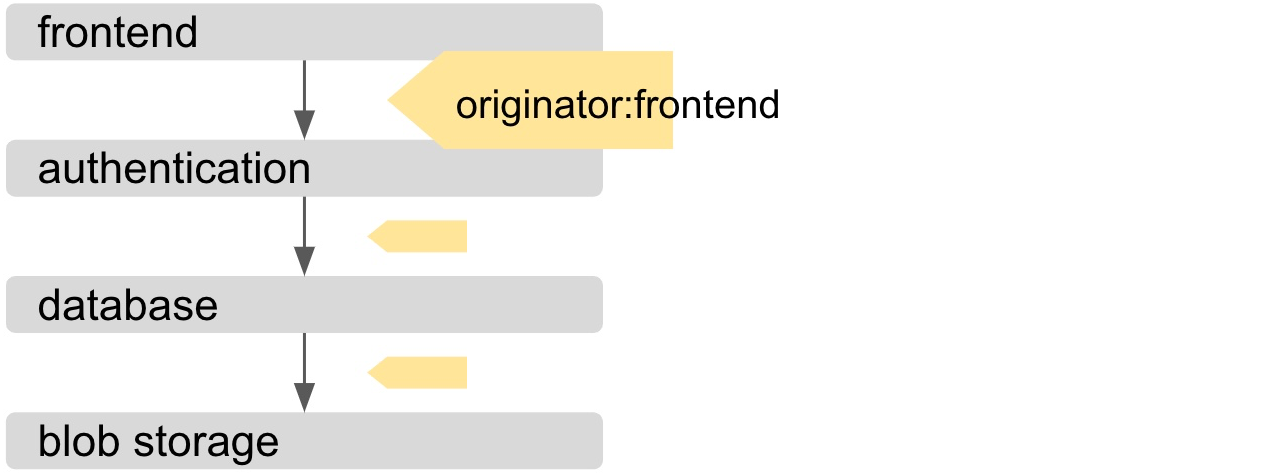 frontend
originator:frontend
authentication
database
blob storage